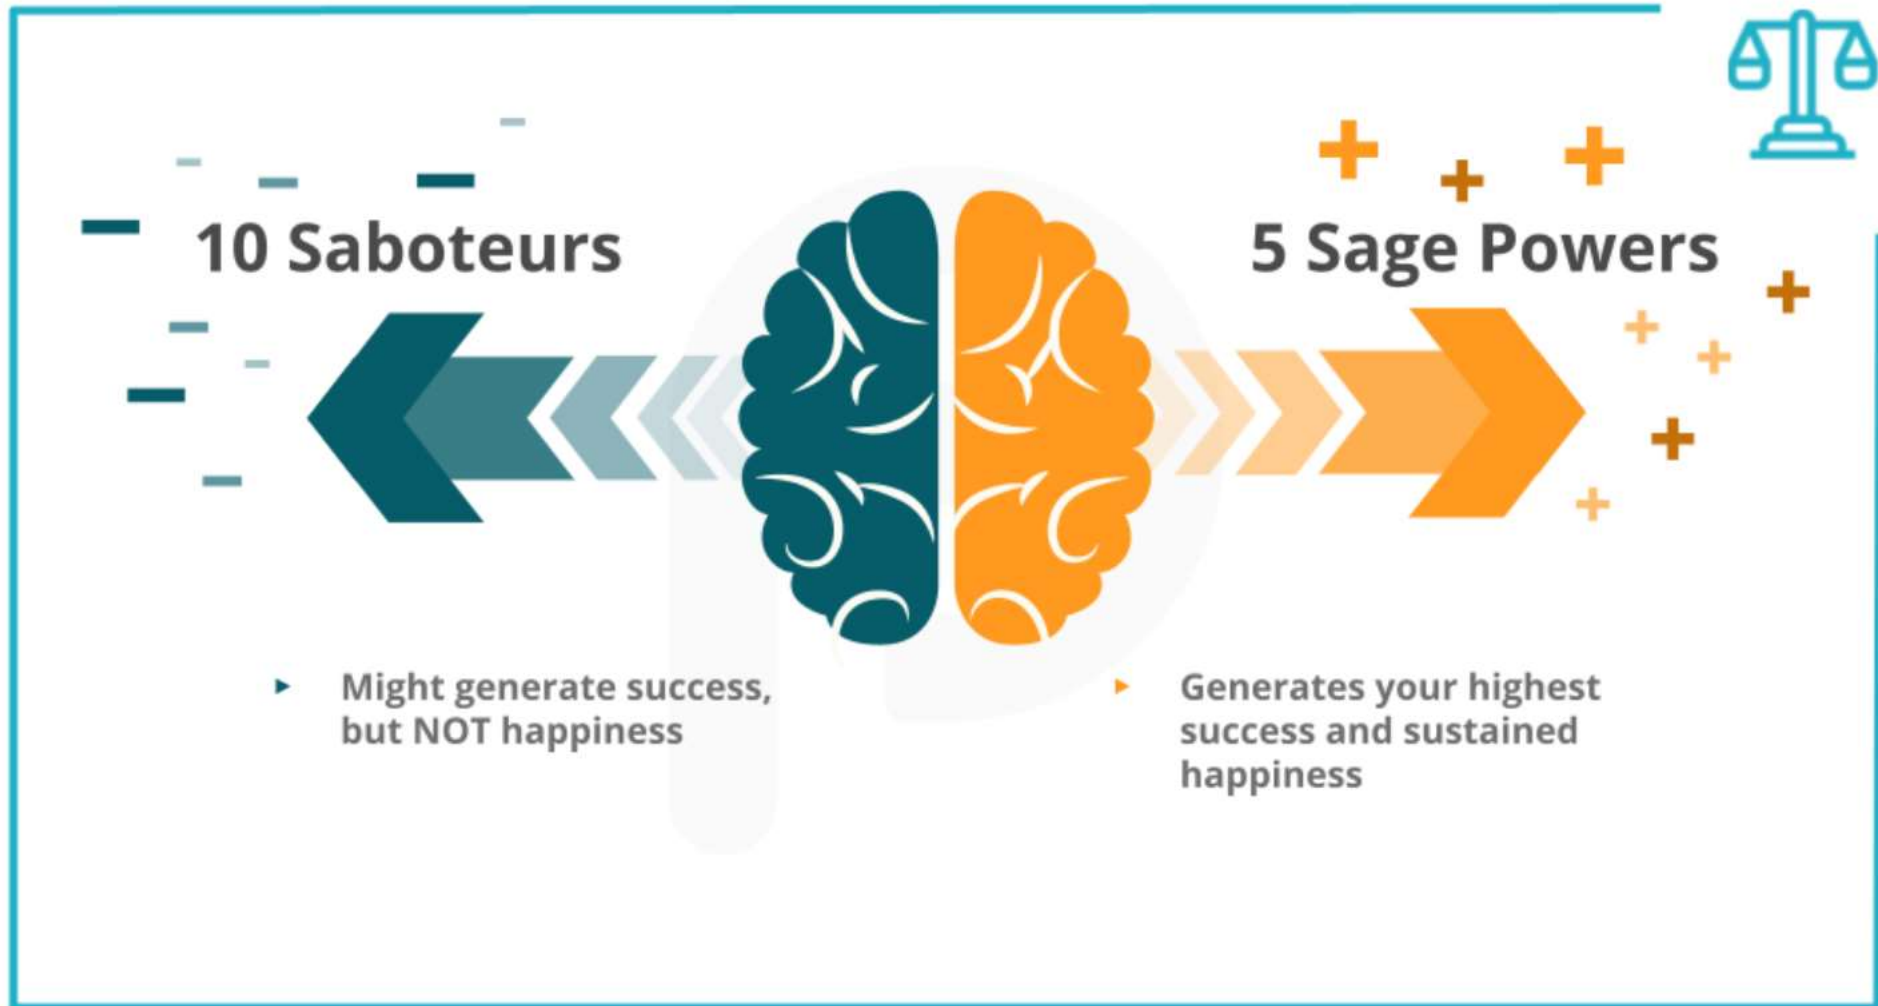 10 Saboteurs
5 Sage Powers
Might generate success,
but NOT happiness
Generates your highest
success and sustained
happiness